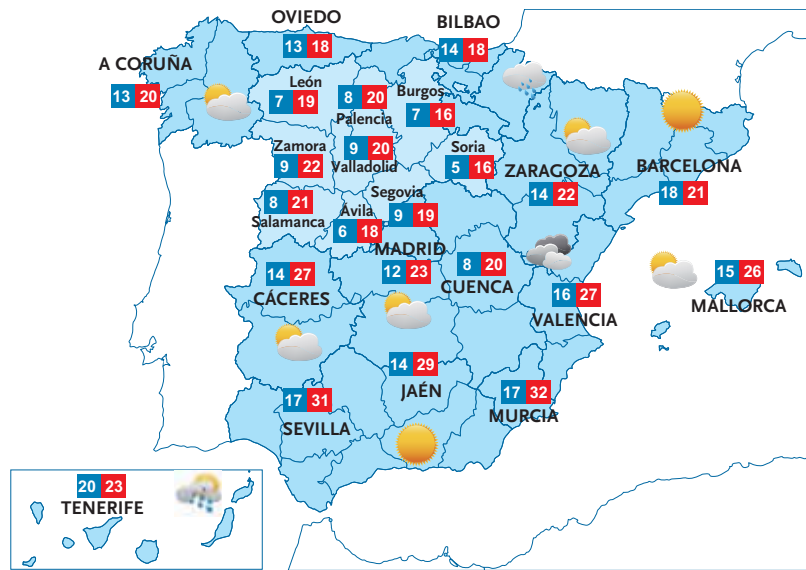 OVIEDO
13 18
BILBAO
14 18
A CORUÑA
13 20
León
7 19
8 20
Palencia
Burgos
7 16
Zamora
9 22
9 20
Valladolid
Soria
5 16
ZARAGOZA
14 22
BARCELONA
18 21
8 21
Salamanca
Ávila
6 18
Segovia
9 19
MADRID
12 23
8 20
CUENCA
14 27
CÁCERES
16 27
VALENCIA
15 26
MALLORCA
14 29
JAÉN
17 31
SEVILLA
17 32
MURCIA
20 23
TENERIFE